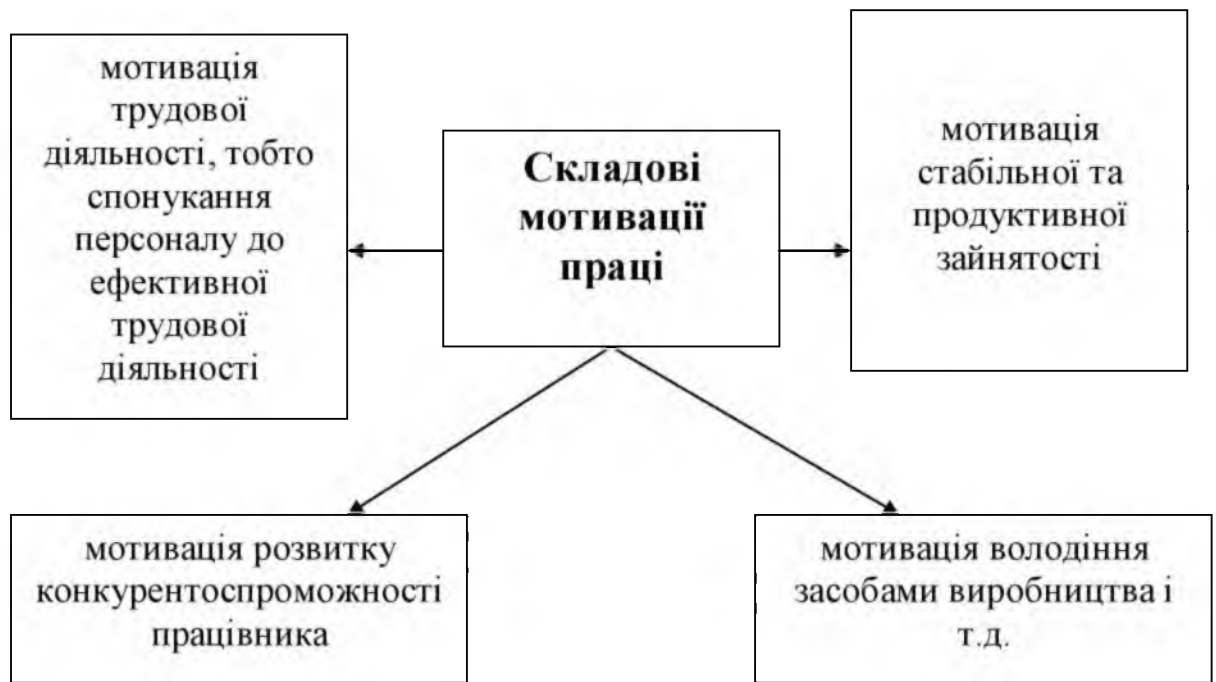 мотивація
трудової
діяльності, тобто
спонукання
персоналу до
ефективної
трудової
діяльності
Складові
мотивації
праці
мотивація
стабільної та
продуктивної
зайнятості
мотивація розвитку
конкурентоспроможності
працівника
мотивація володіння
засобами виробництва і
т.д.